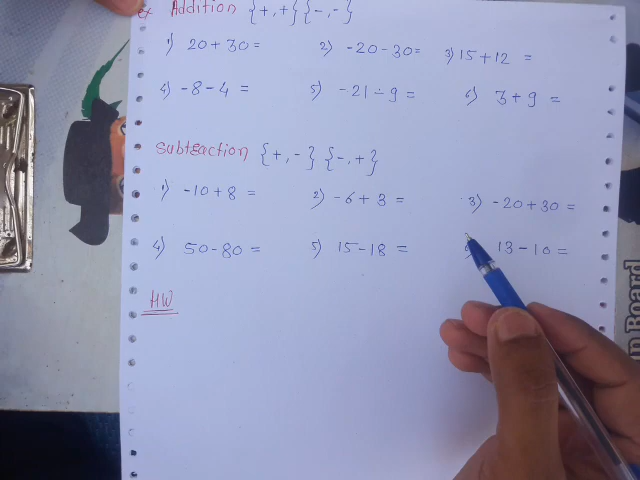 ex Addition {+,+} {-,-}
1) 20+30= 2) -20-30= 3) 15+12 =
4) -8-4 = 5) -21÷9 = 6) 3+9 =
Subtraction {+,-} {-,+}
1) -10+8 = 2) -6+3 = 3) -20+30 =
4) 50-80 = 5) 15-18 = 6) 13-10 =
HW
n Board